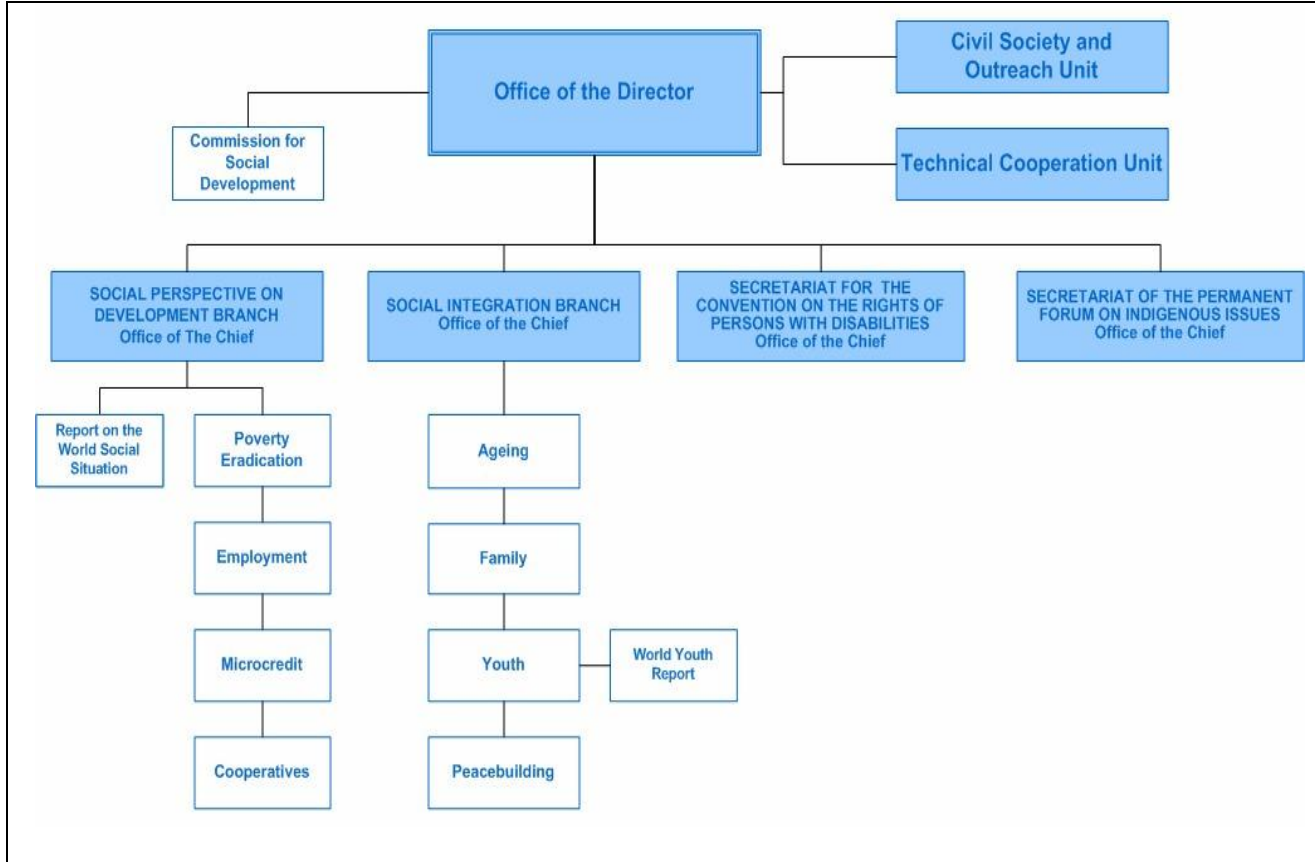 Office of the Director
Civil Society and
Outreach Unit
Commission for
Social
Development
Technical Cooperation Unit
SOCIAL PERSPECTIVE ON
DEVELOPMENT BRANCH
Office of The Chief
SOCIAL INTEGRATION BRANCH
Office of the Chief
SECRETARIAT FOR THE
CONVENTION ON THE RIGHTS OF
PERSONS WITH DISABILITIES
Office of the Chief
SECRETARIAT OF THE PERMANENT
FORUM ON INDIGENOUS ISSUES
Office of the Chief
Report on the
World Social
Situation
Poverty
Eradication
Employment
Microcredit
Cooperatives
Ageing
Family
Youth
World Youth
Report
Peacebuilding